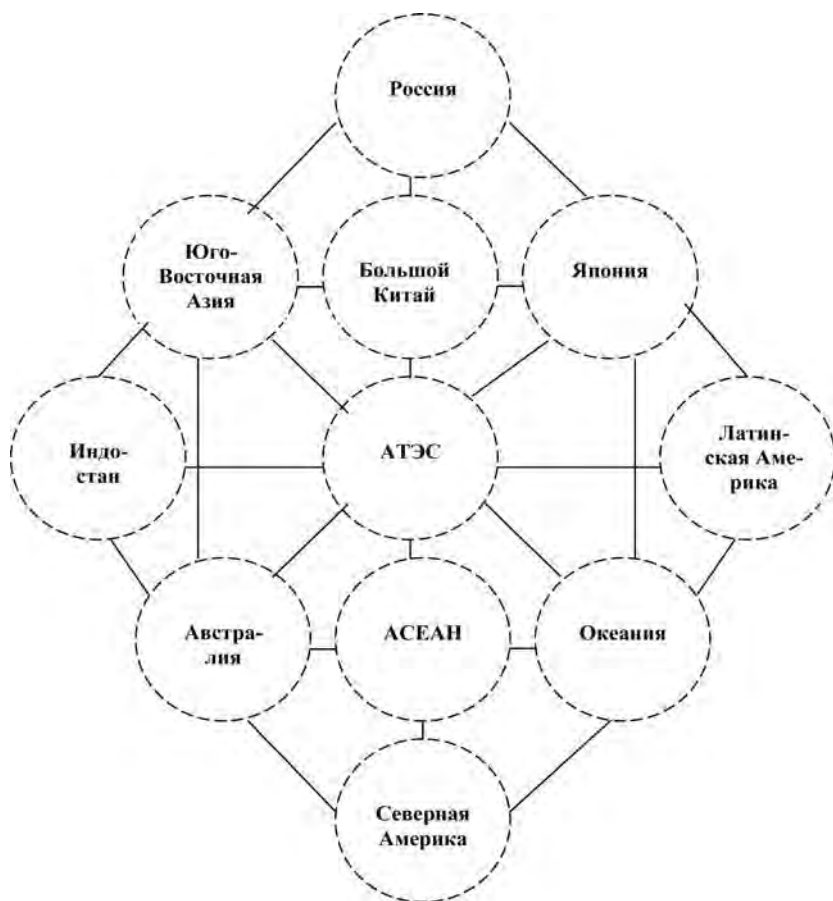 Россия
Юго-
Восточная
Азия
Большой
Китай
Япония
Индо-
стан
АТЭС
Латин-
ская Аме-
рика
Австра-
лия
АСЕАН
Океания
Северная
Америка